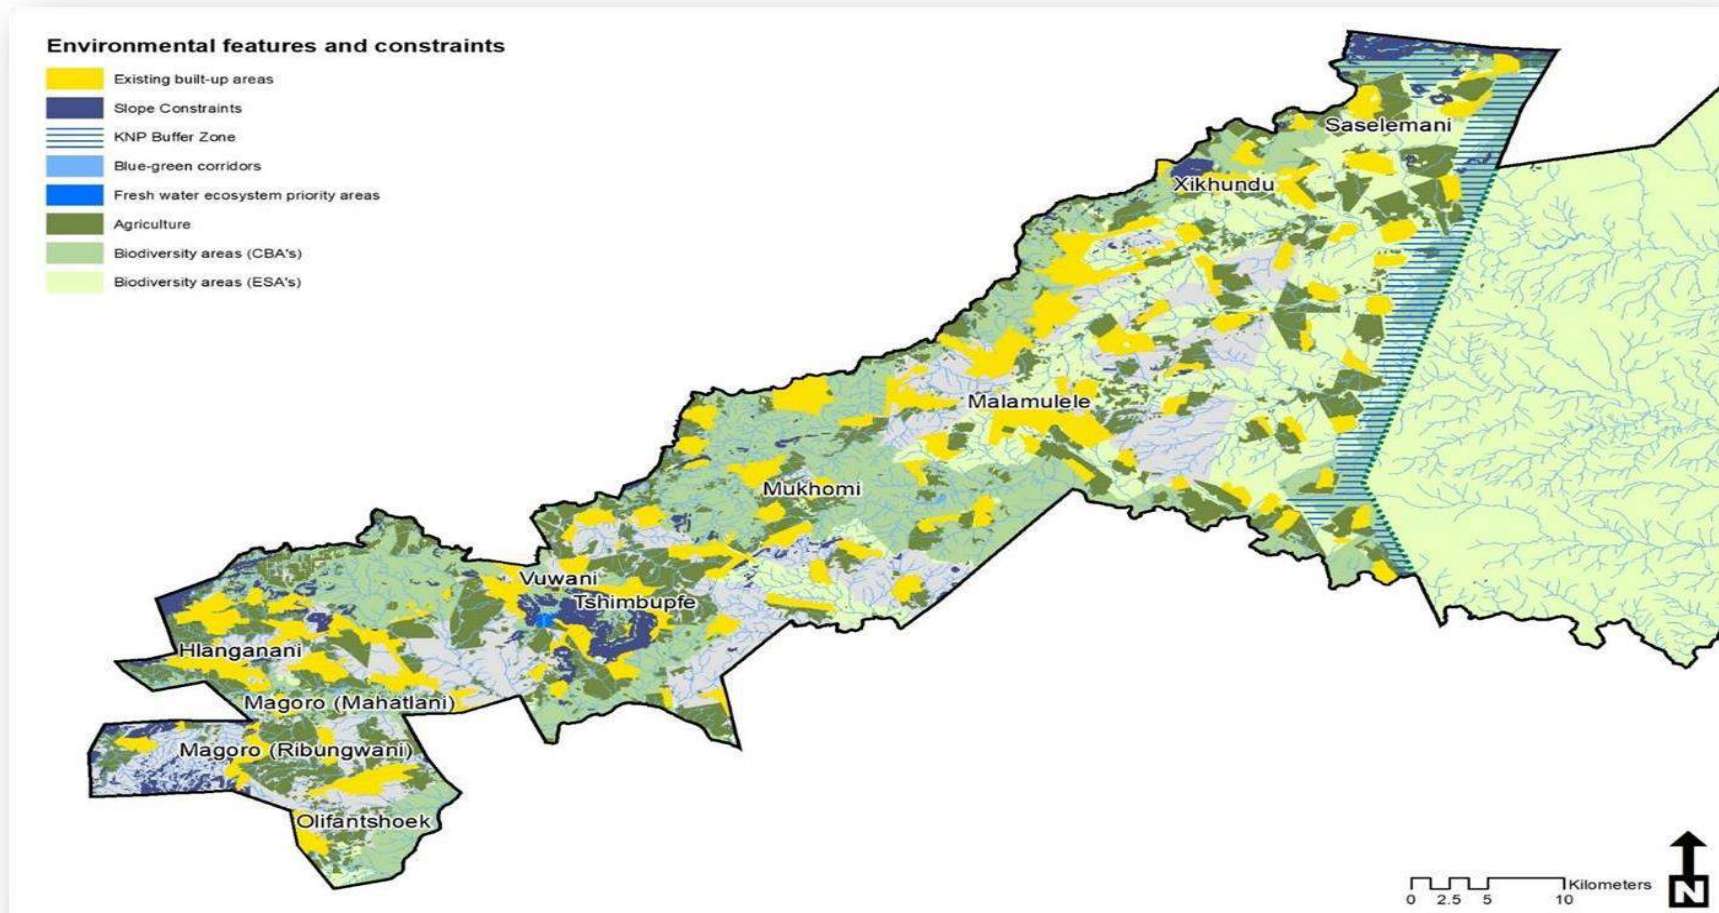 Environmental features and constraints
Existing built-up areas
Slope Constraints
KNP Buffer Zone
Blue-green corridors
Fresh water ecosystem priority areas
Agriculture
Biodiversity areas (CBA's)
Biodiversity areas (ESA's)
Saselemani
Xikhundu
Malamulele
Mukhomi
Vuwani
Tshimbupfe
Hlanganani
Magoro (Mahatlani)
Magoro (Ribungwani)
Olifantshoek
Kilometers
0 2.5 5 10
N